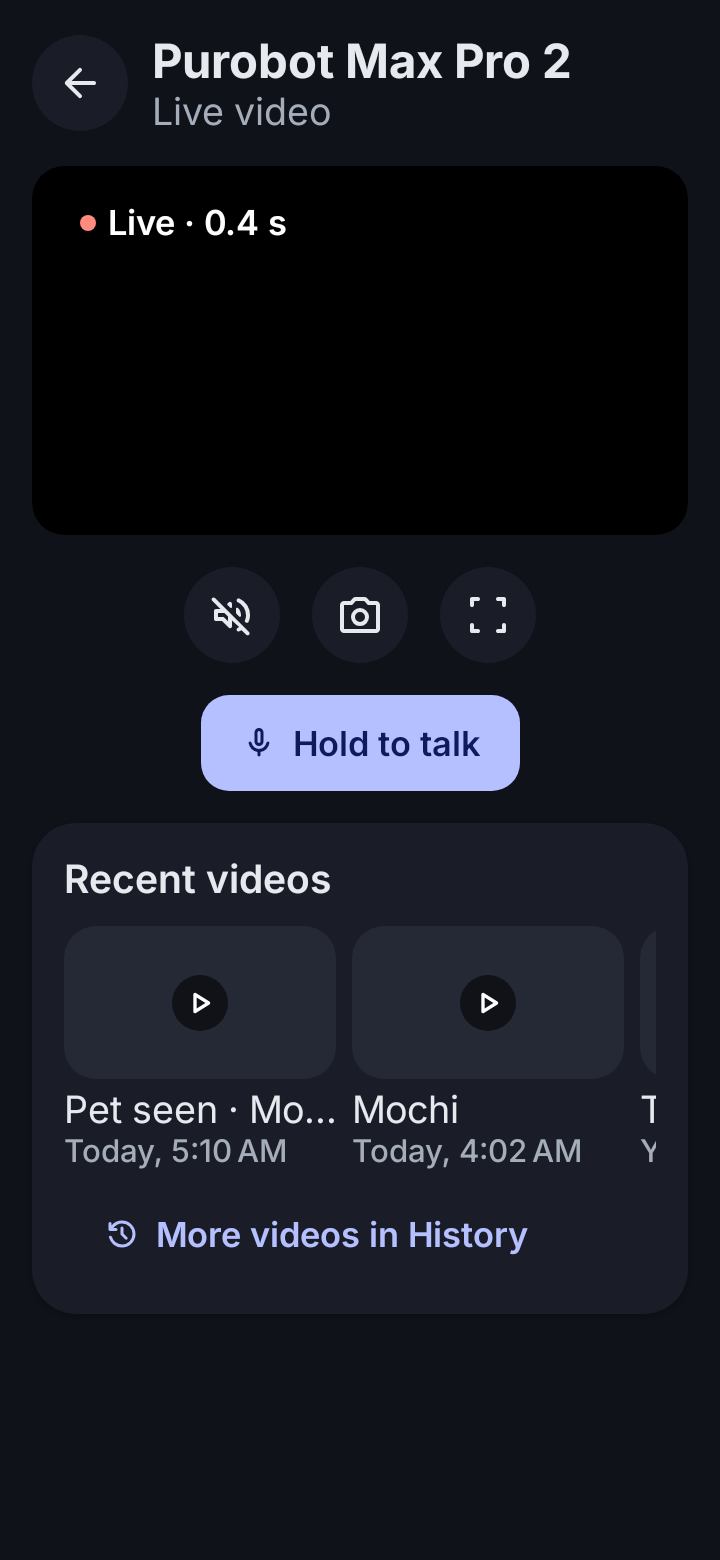 Purobot Max Pro 2
Live video
Live · 0.4 s
Hold to talk
Recent videos
Pet seen · Mo...
Mochi
T
Today, 5:10 AM
Today, 4:02 AM
Y
More videos in History